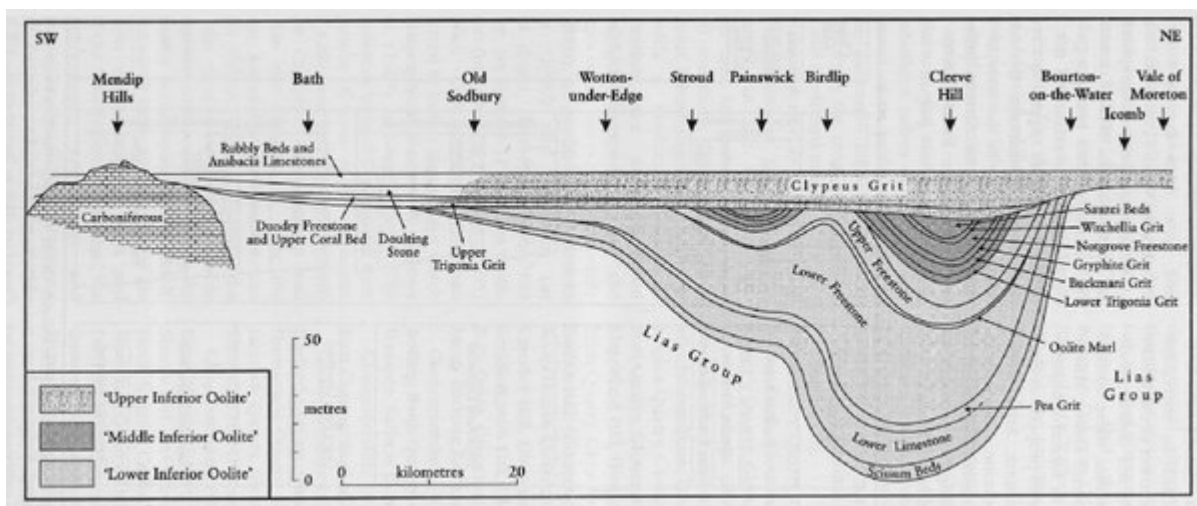 SW
NE
Mendip
Hills
Bath
Old
Sodbury
Wotton-
under-Edge
Stroud
Painswick
Birdlip
Cleeve
Hill
Bourton-
on-the-Water
Icomb
Vale of
Moreton
Rubbly Beds and
Anabacia Limestones
Clypeus Grit
Carboniferous
Dundry Freestone
and Upper Coral Bed
Doulting
Stone
Upper
Trigonia Grit
Upper Freestone
Lower Freestone
Sauzei Beds
Witchellia Grit
Notgrove Freestone
Gryphite Grit
Buckmani Grit
Lower Trigonia Grit
Oolite Marl
Lias Group
Lias
Group
Pea Grit
Lower Limestone
Scissum Beds
50
metres
0
0 kilometres 20
'Upper Inferior Oolite'
'Middle Inferior Oolite'
'Lower Inferior Oolite'